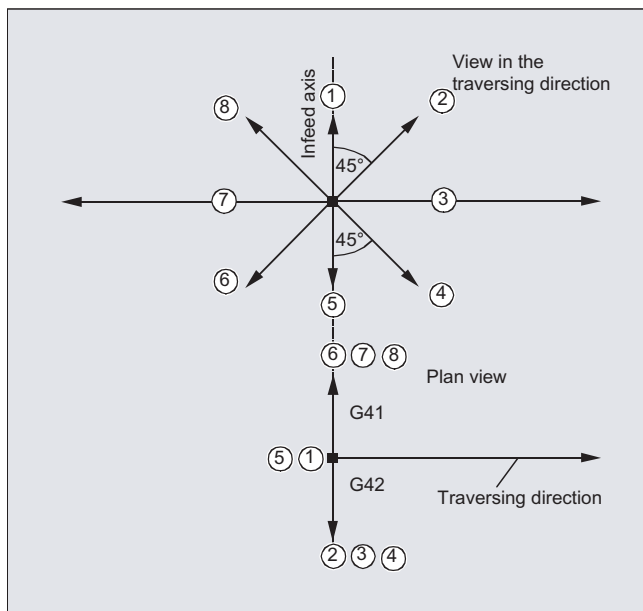 View in the
traversing direction
Infeed axis
1
2
8
45°
7
3
45°
6
4
5
6 7 8
Plan view
G41
5 1
G42
Traversing direction
2 3 4